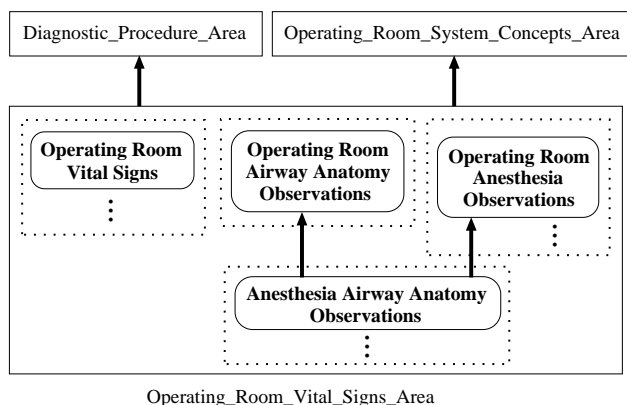 Diagnostic_Procedure_Area
Operating_Room_System_Concepts_Area
Operating Room
Vital Signs
Operating Room
Airway Anatomy
Observations
Operating Room
Anesthesia
Observations
Anesthesia Airway Anatomy
Observations
Operating_Room_Vital_Signs_Area